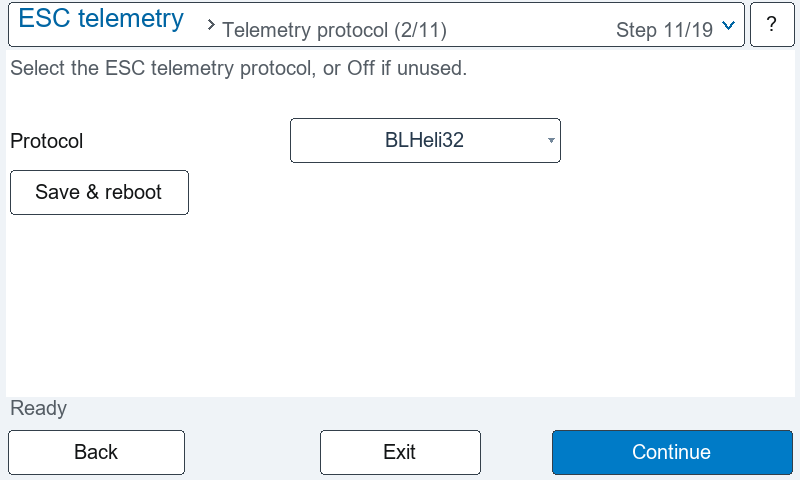 ESC telemetry › Telemetry protocol (2/11) Step 11/19 ?
Select the ESC telemetry protocol, or Off if unused.
Protocol BLHeli32
Save & reboot
Ready
Back Exit Continue